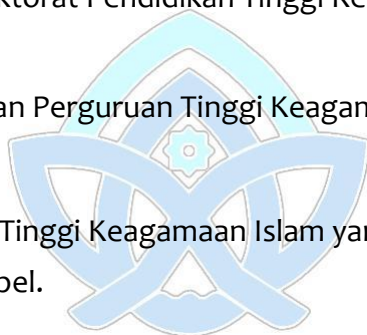 ktorat Pendidikan Tinggi Ke
an Perguruan Tinggi Keagam
Tinggi Keagamaan Islam yan
bel.